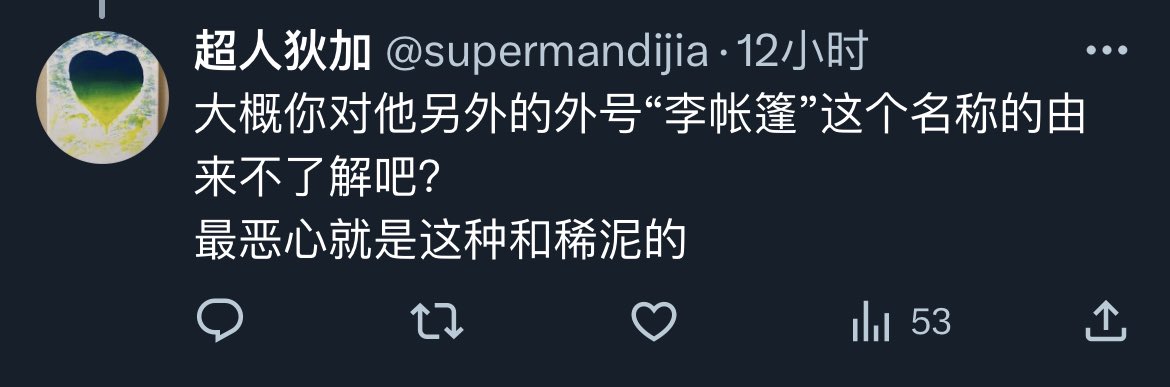 超人狄加 @supermandijia · 12小时
大概你对他另外的外号“李帐篷”这个名称的由
来不了解吧?
最恶心就是这种和稀泥的
53